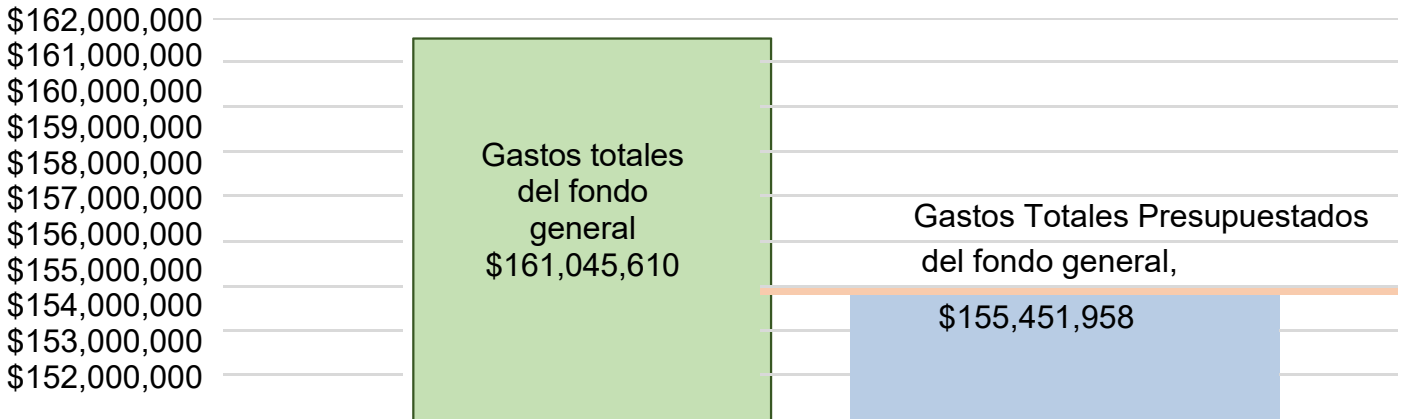 $162,000,000
$161,000,000
$160,000,000
$159,000,000
$158,000,000
$157,000,000
$156,000,000
$155,000,000
$154,000,000
$153,000,000
$152,000,000
Gastos totales
del fondo
general
$161,045,610
Gastos Totales Presupuestados
del fondo general,
$155,451,958